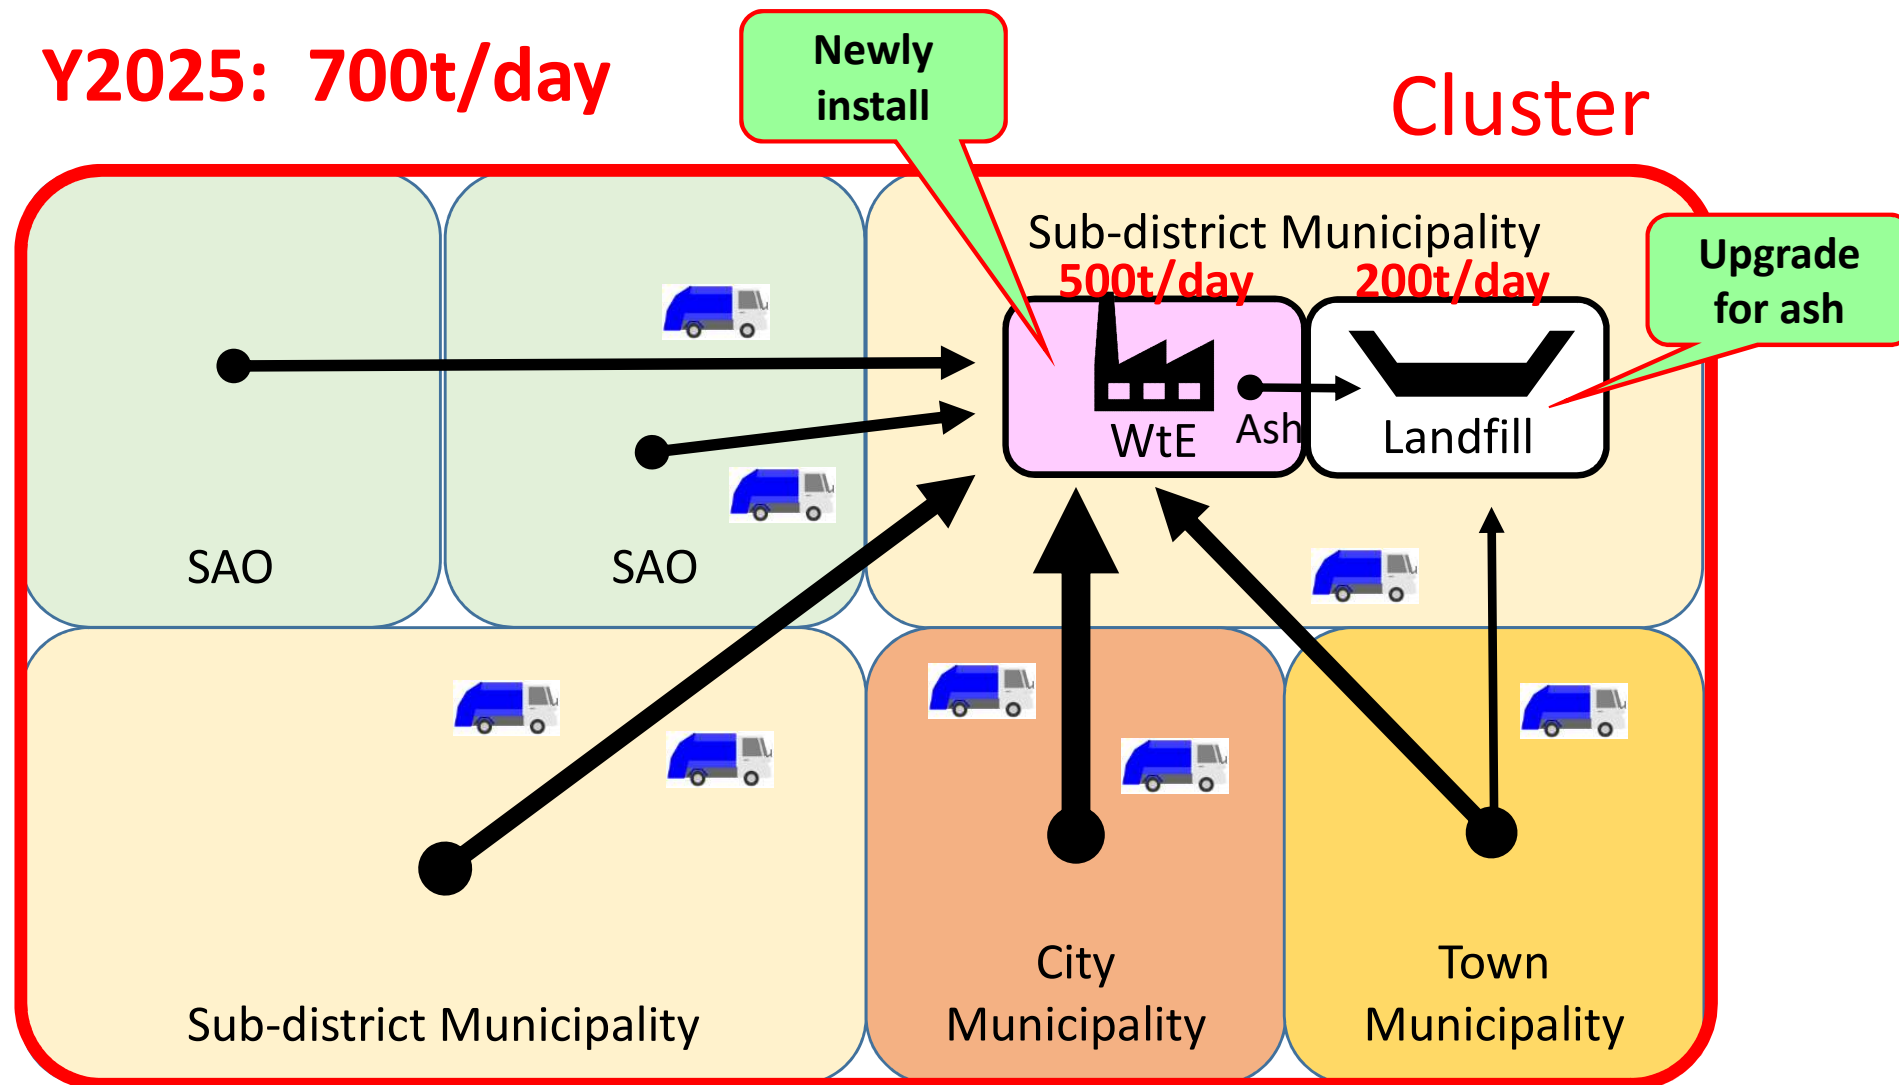 Y2025: 700t/day
Newly
install
Cluster
Sub-district Municipality
500t/day
200t/day
Upgrade
for ash
WtE
Ash
Landfill
SAO
SAO
Sub-district Municipality
City
Municipality
Town
Municipality